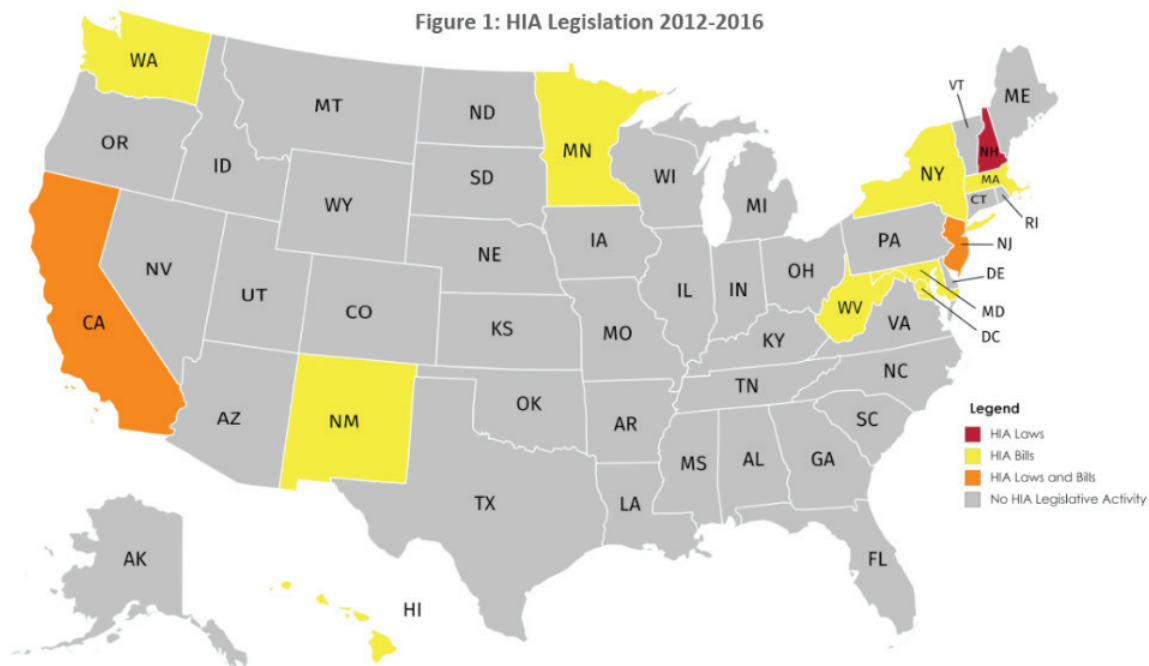 Figure 1: HIA Legislation 2012-2016
WA
MT
ND
MN
VT
ME
OR
ID
SD
WI
NH
NY
MA
WY
MI
CT
RI
IA
PA
NJ
NE
NV
OH
DE
UT
IL
IN
MD
CO
WV
CA
KS
MO
VA
DC
KY
NC
TN
OK
AZ
NM
AR
SC
Legend
HIA Laws
MS
AL
GA
HIA Bills
HIA Laws and Bills
No HIA Legislative Activity
TX
LA
AK
FL
HI